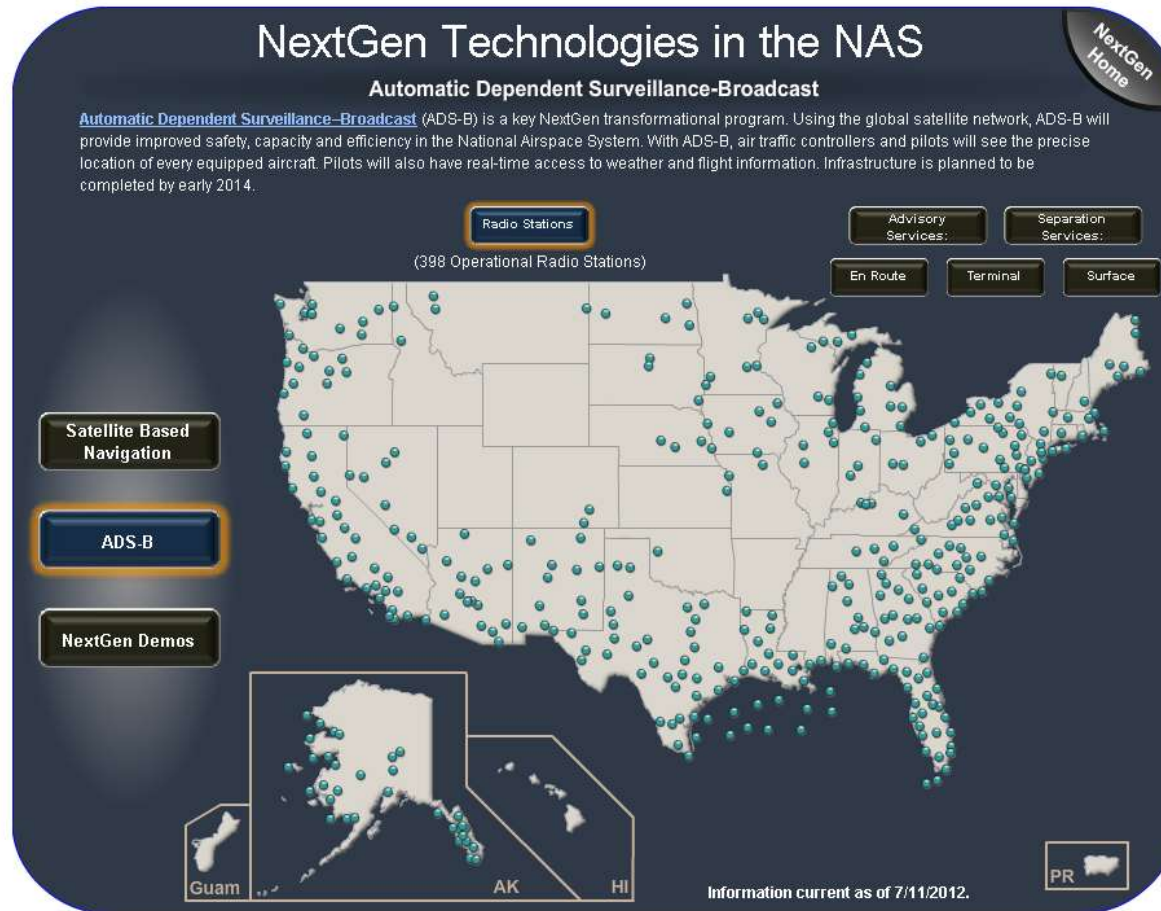 NextGen Technologies in the NAS
NextGen
Home
Automatic Dependent Surveillance-Broadcast
Automatic Dependent Surveillance–Broadcast (ADS-B) is a key NextGen transformational program. Using the global satellite network, ADS-B will
provide improved safety, capacity and efficiency in the National Airspace System. With ADS-B, air traffic controllers and pilots will see the precise
location of every equipped aircraft. Pilots will also have real-time access to weather and flight information. Infrastructure is planned to be
completed by early 2014.
Radio Stations
(398 Operational Radio Stations)
Advisory
Services:
Separation
Services:
En Route
Terminal
Surface
Satellite Based
Navigation
ADS-B
NextGen Demos
Guam
AK
HI
PR
Information current as of 7/11/2012.